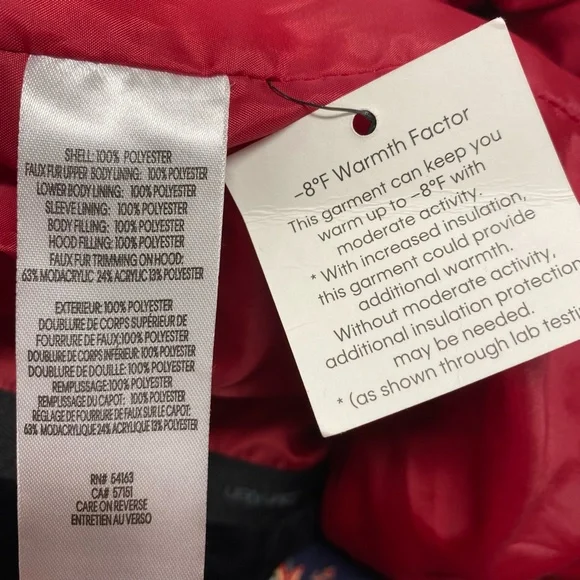 SHELL: 100% POLYESTER
FAUX FUR UPPER BODY LINING: 100% POLYESTER
LOWER BODY LINING: 100% POLYESTER
SLEEVE LINING: 100% POLYESTER
BODY FILLING: 100% POLYESTER
HOOD FILLING: 100% POLYESTER
FAUX FUR TRIMMING ON HOOD:
63% MODACRYLIC 24% ACRYLIC 13% POLYESTER
EXTERIEUR: 100% POLYESTER
DOUBLURE DE CORPS SUPÉRIEUR DE
FOURRURE DE FAUX:100% POLYESTER
DOUBLURE DE CORPS INFÉRIEUR: 100% POLYESTER
DOUBLURE DE DOUILLE: 100% POLYESTER
REMPLISSAGE:100% POLYESTER
REMPLISSAGE DU CAPOT: 100% POLYESTER
RÉGLAGE DE FOURRURE DE FAUX SUR LE CAPOT:
63% MODACRYLIQUE 24% ACRYLIQUE 13% POLYESTER
RN# 54163
CA# 57151
CARE ON REVERSE
ENTRETIEN AU VERSO
-8°F Warmth Factor
This garment can keep you
warm up to -8°F with
moderate activity.
* With increased insulation,
this garment could provide
additional warmth.
Without moderate activity,
additional insulation protection
may be needed.
* (as shown through lab testin